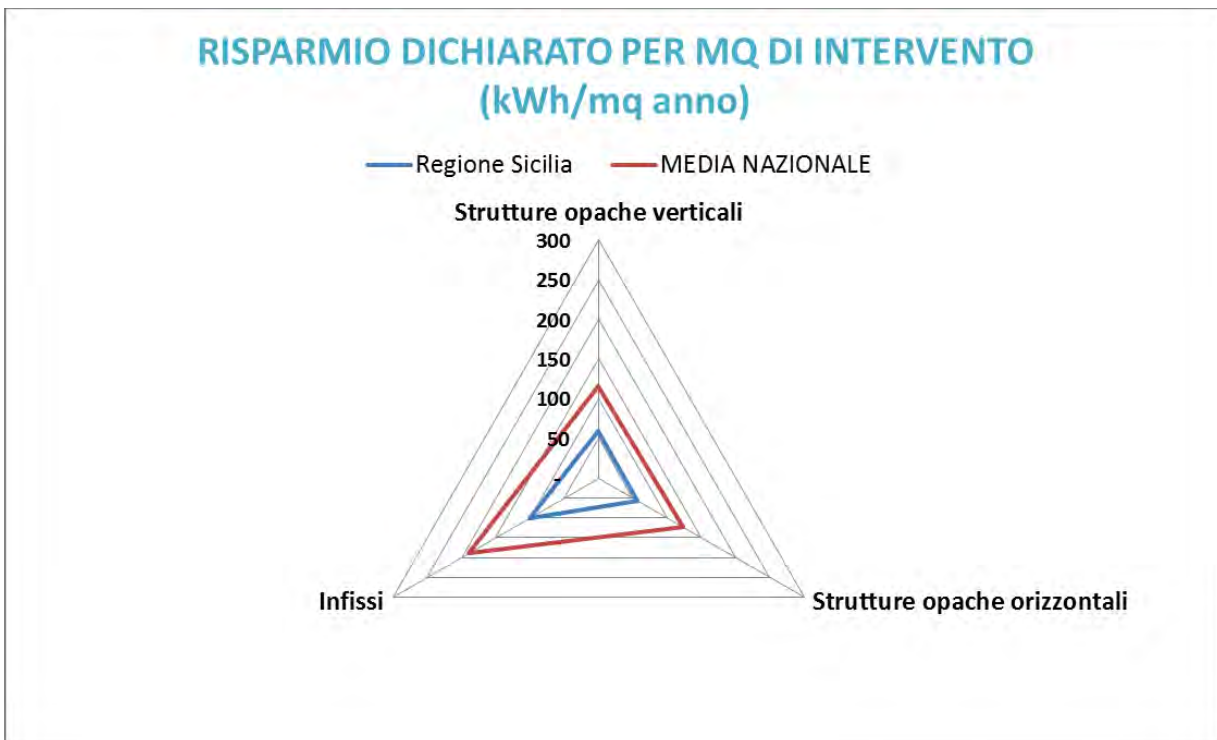 RISPARMIO DICHIARATO PER MQ DI INTERVENTO
(kWh/mq anno)
Regione Sicilia MEDIA NAZIONALE
Strutture opache verticali
300
250
200
150
100
50
-
Infissi
Strutture opache orizzontali